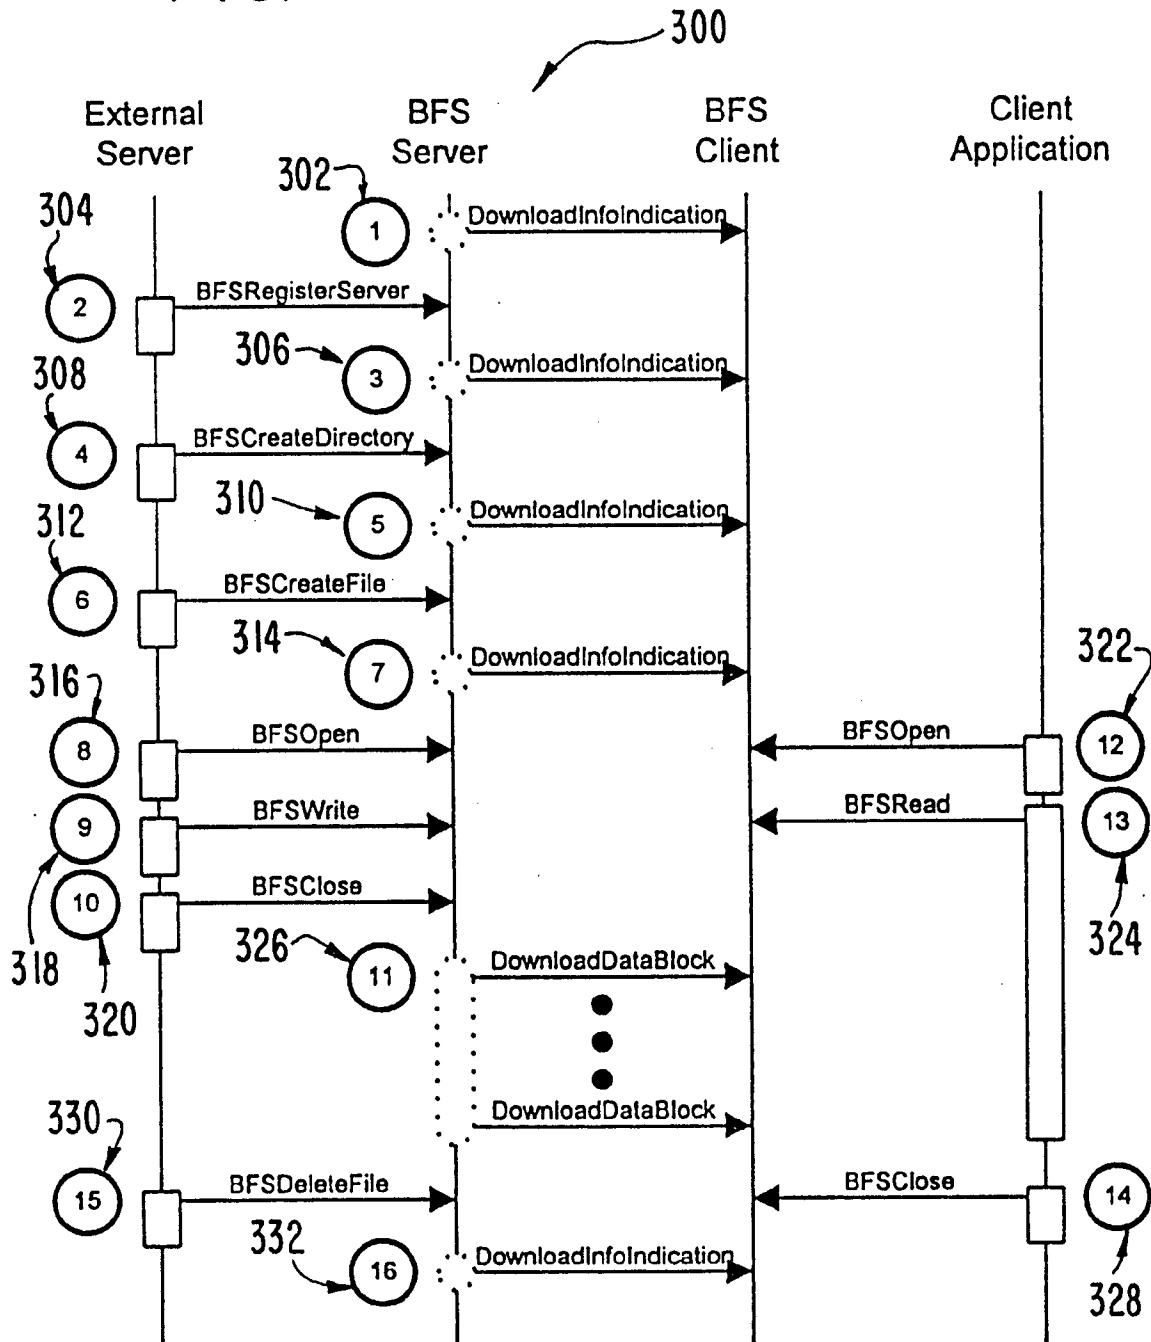 300
External
Server
BFS
Server
BFS
Client
Client
Application
302
304
1
DownloadInfoIndication
2
BFSRegisterServer
306
3
DownloadInfoIndication
308
4
BFSCreateDirectory
310
5
DownloadInfoIndication
312
6
BFSCreateFile
314
7
DownloadInfoIndication
322
316
8
BFSOpen
BFSOpen
12
9
BFSWrite
BFSRead
13
10
BFSClose
318
320
324
326
11
DownloadDataBlock
DownloadDataBlock
330
15
BFSDeleteFile
BFSClose
14
332
16
DownloadInfoIndication
328